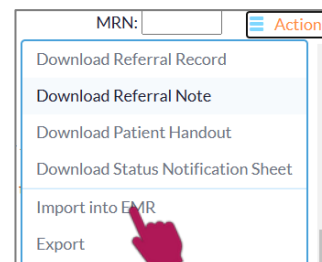 MRN: Action
Download Referral Record
Download Referral Note
Download Patient Handout
Download Status Notification Sheet
Import into EMR
Export